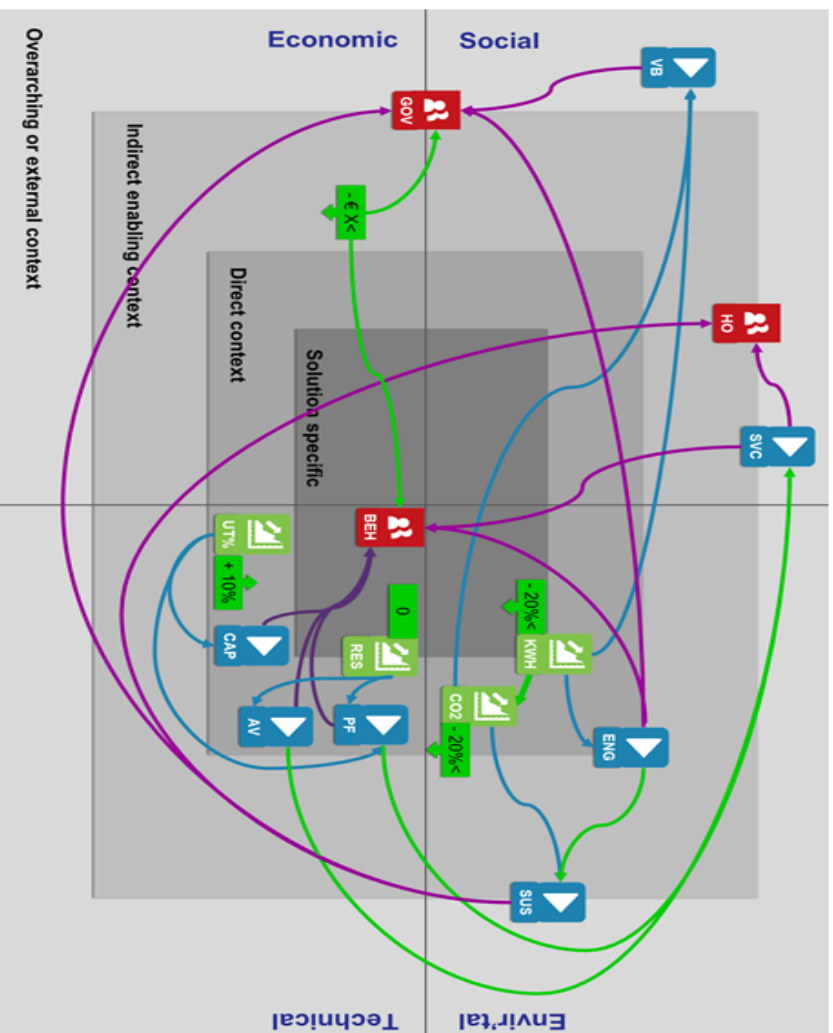 Economic
Social
Technical
Envir'tal
Overarching or external context
Indirect enabling context
Direct context
Solution specific
VB
GOV
- € X<
HO
SVC
BEH
UT%
+ 10%
CAP
0
RES
AV
PF
- 20%<
KWH
CO2
- 20%<
ENG
SUS